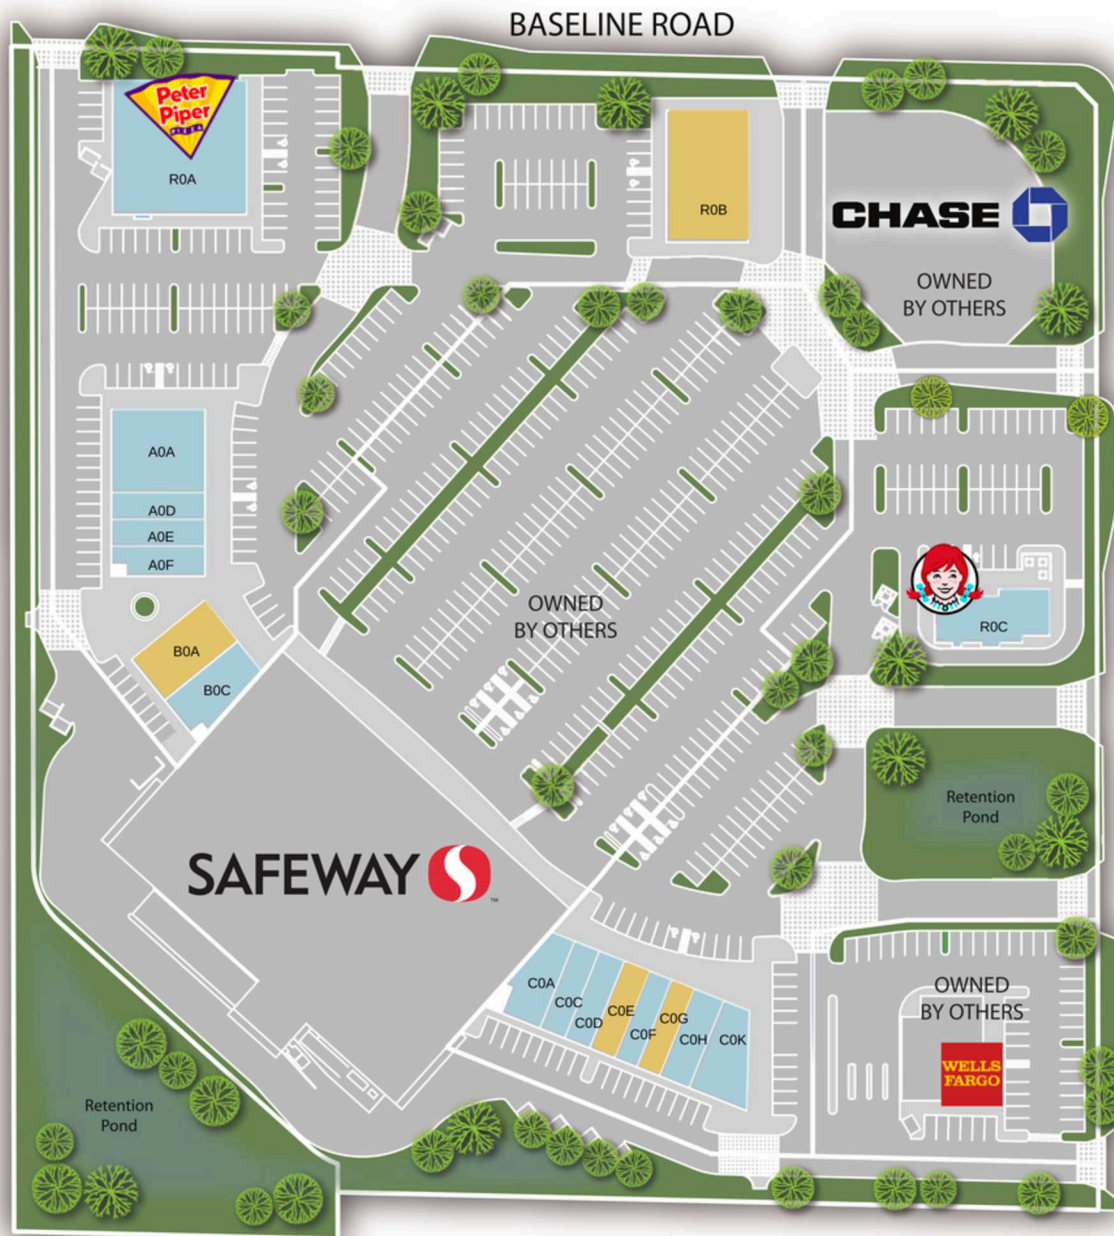 BASELINE ROAD
Peter
Piper
PIZZA
R0A
R0B
CHASE
OWNED
BY OTHERS
A0A
A0D
A0E
A0F
B0A
B0C
OWNED
BY OTHERS
R0C
Retention
Pond
SAFEWAY
™
C0A
C0C
C0D
C0E
C0F
C0G
C0H
C0K
OWNED
BY OTHERS
WELLS
FARGO
Retention
Pond